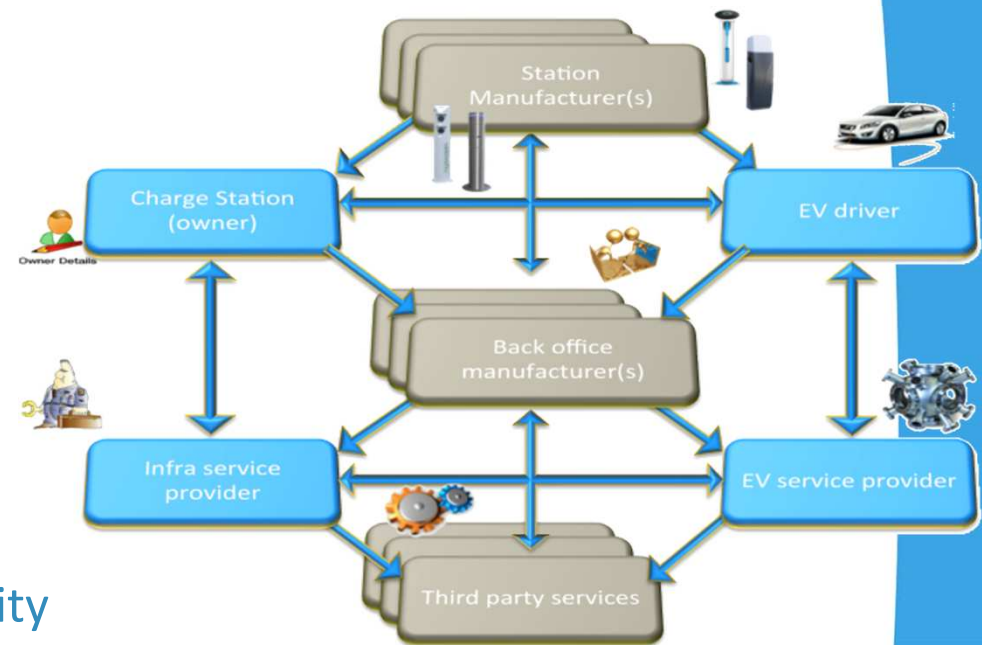 Station
Manufacturer(s)
Charge Station
(owner)
EV driver
Owner Details
Back office
manufacturer(s)
Infra service
provider
EV service provider
Third party services
ity